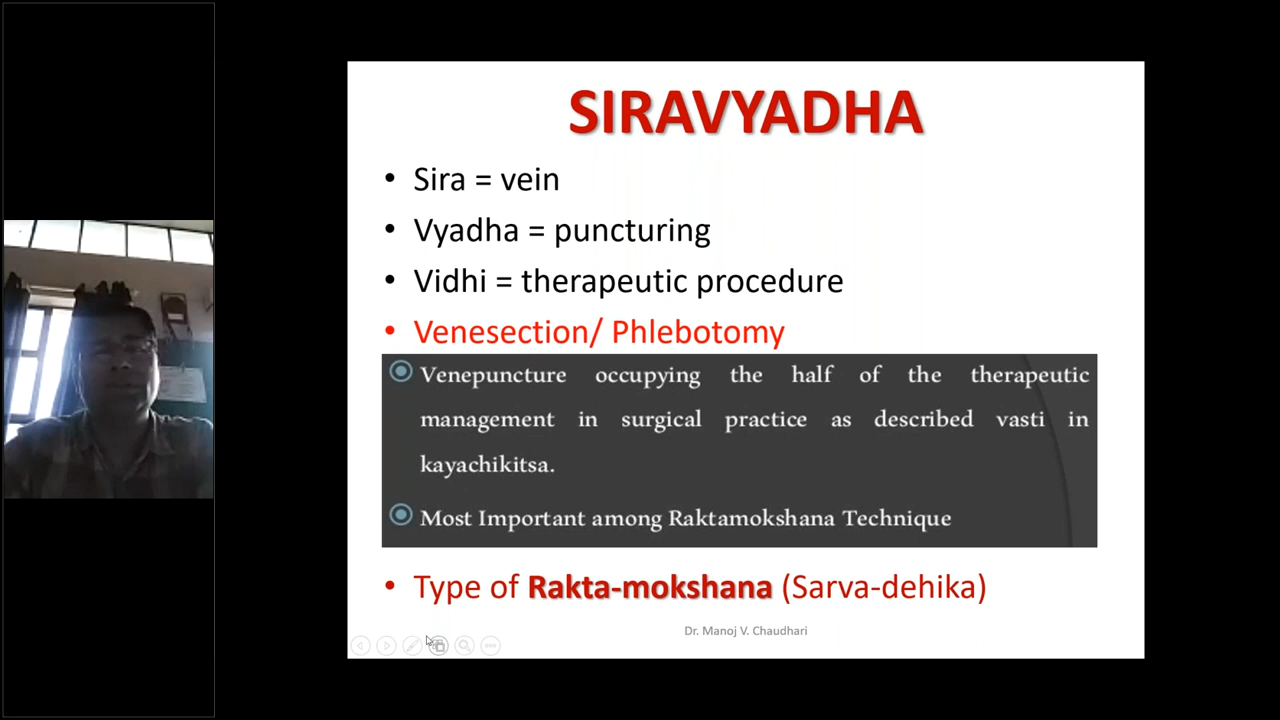 SIRAVYADHA
• Sira = vein
• Vyadha = puncturing
• Vidhi = therapeutic procedure
• Venesection/ Phlebotomy
Venepuncture occupying the half of the therapeutic
management in surgical practice as described vasti in
kayachikitsa.
Most Important among Raktamokshana Technique
• Type of Rakta-mokshana (Sarva-dehika)
Dr. Manoj V. Chaudhari